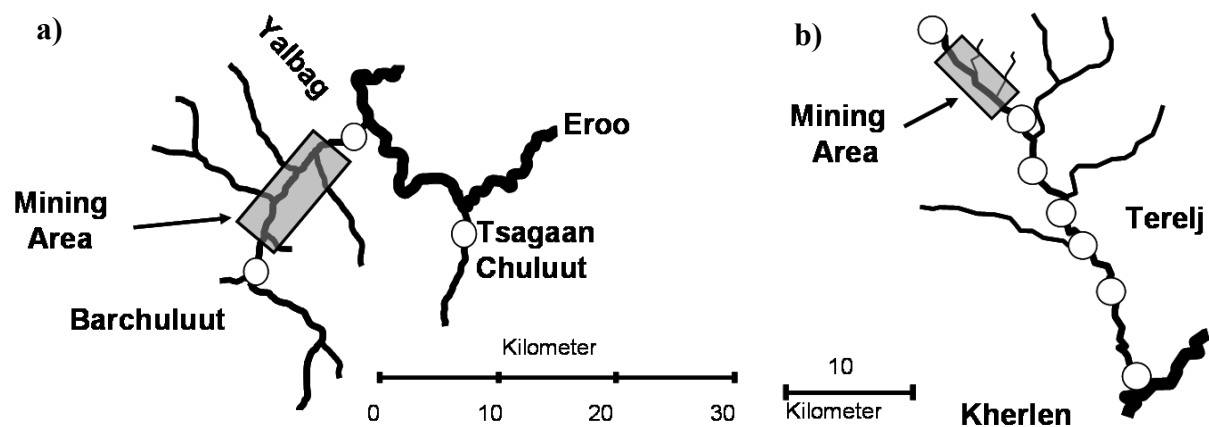 a)
Yalbag
Eroo
Mining
Area
Tsagaan
Chuluut
Barchuluut
Kilometer
0 10 20 30
b)
Mining
Area
Terelj
10
Kilometer
Kherlen